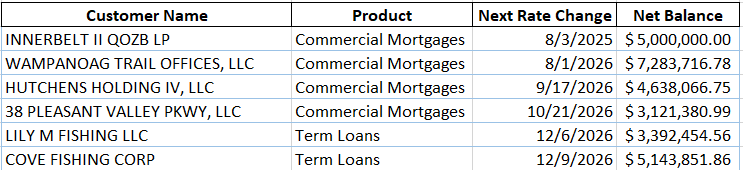 Customer Name Product Next Rate Change Net Balance
INNERBELT II QOZB LP Commercial Mortgages 8/3/2025 $5,000,000.00
WAMPANOAG TRAIL OFFICES, LLC Commercial Mortgages 8/1/2026 $7,283,716.78
HUTCHENS HOLDING IV, LLC Commercial Mortgages 9/17/2026 $4,638,066.75
38 PLEASANT VALLEY PKWY, LLC Commercial Mortgages 10/21/2026 $3,121,380.99
LILY M FISHING LLC Term Loans 12/6/2026 $3,392,454.56
COVE FISHING CORP Term Loans 12/9/2026 $5,143,851.86